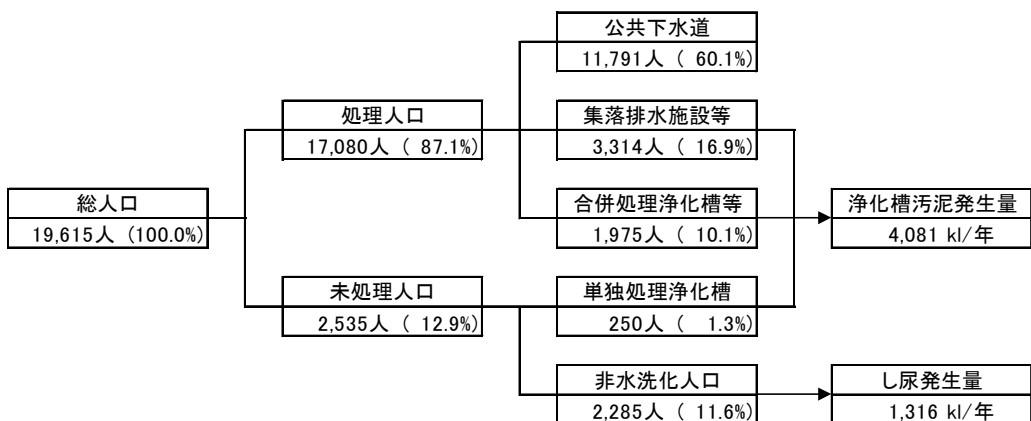 公共下水道
11,791人 ( 60.1%)
処理人口
17,080人 ( 87.1%)
集落排水施設等
3,314人 ( 16.9%)
総人口
19,615人 (100.0%)
合併処理浄化槽等
1,975人 ( 10.1%)
浄化槽汚泥発生量
4,081 kl/年
未処理人口
2,535人 ( 12.9%)
単独処理浄化槽
250人 ( 1.3%)
非水洗化人口
2,285人 ( 11.6%)
し尿発生量
1,316 kl/年